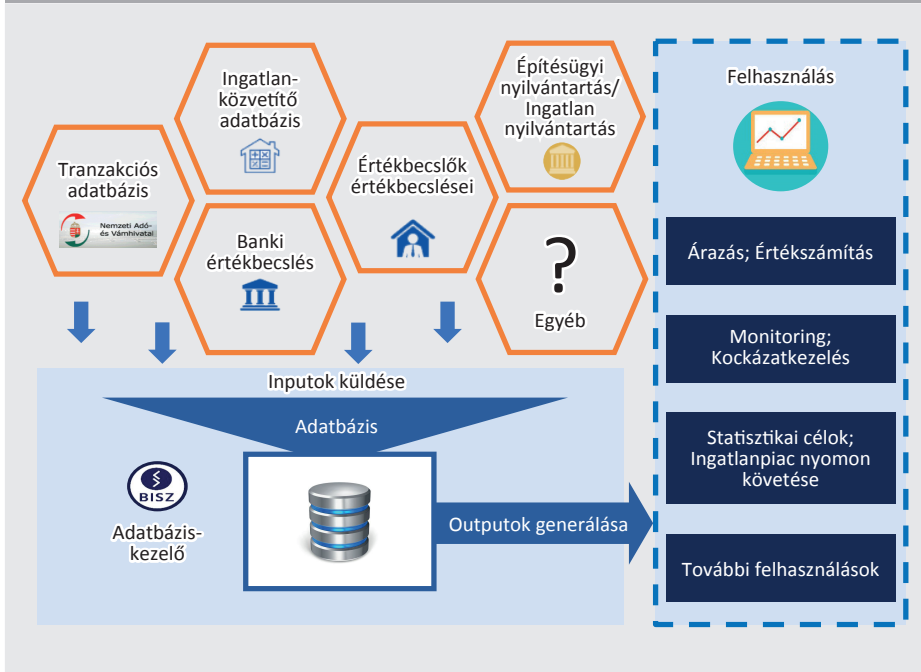 Ingatlan-
közvetítő
adatbázis
Építésügyi
nyilvántartás/
Ingatlan
nyilvántartás
Tranzakciós
adatbázis
Nemzeti Adó-
és Vámhivatal
Értékbecslők
értékbecslései
Banki
értékbecslés
?
Egyéb
Inputok küldése
Adatbázis
BISZ
Adatbázis-
kezelő
Outputok generálása
Felhasználás
Árazás; Értékszámítás
Monitoring;
Kockázatkezelés
Statisztikai célok;
Ingatlanpiac nyomon
követése
További felhasználások